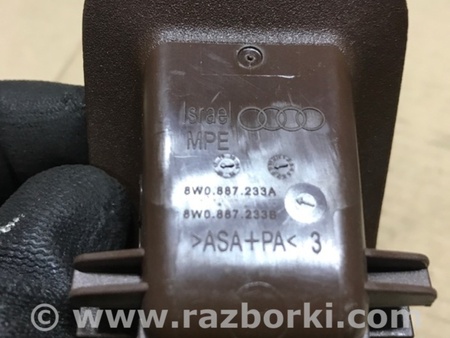 Israel
MPE
8W0.887.233A
8W0.887.233B
>ASA+PA< 3
© www.razborki.com